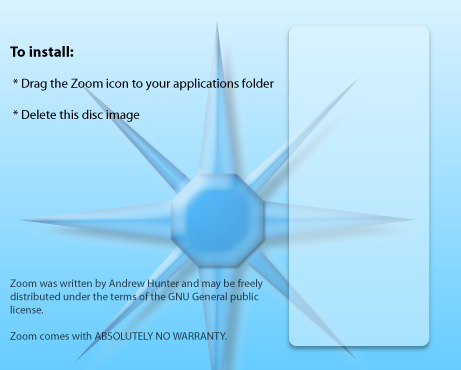 To install:
* Drag the Zoom icon to your applications folder
* Delete this disc image
Zoom was written by Andrew Hunter and may be freely
distributed under the terms of the GNU General public
license.
Zoom comes with ABSOLUTELY NO WARRANTY.